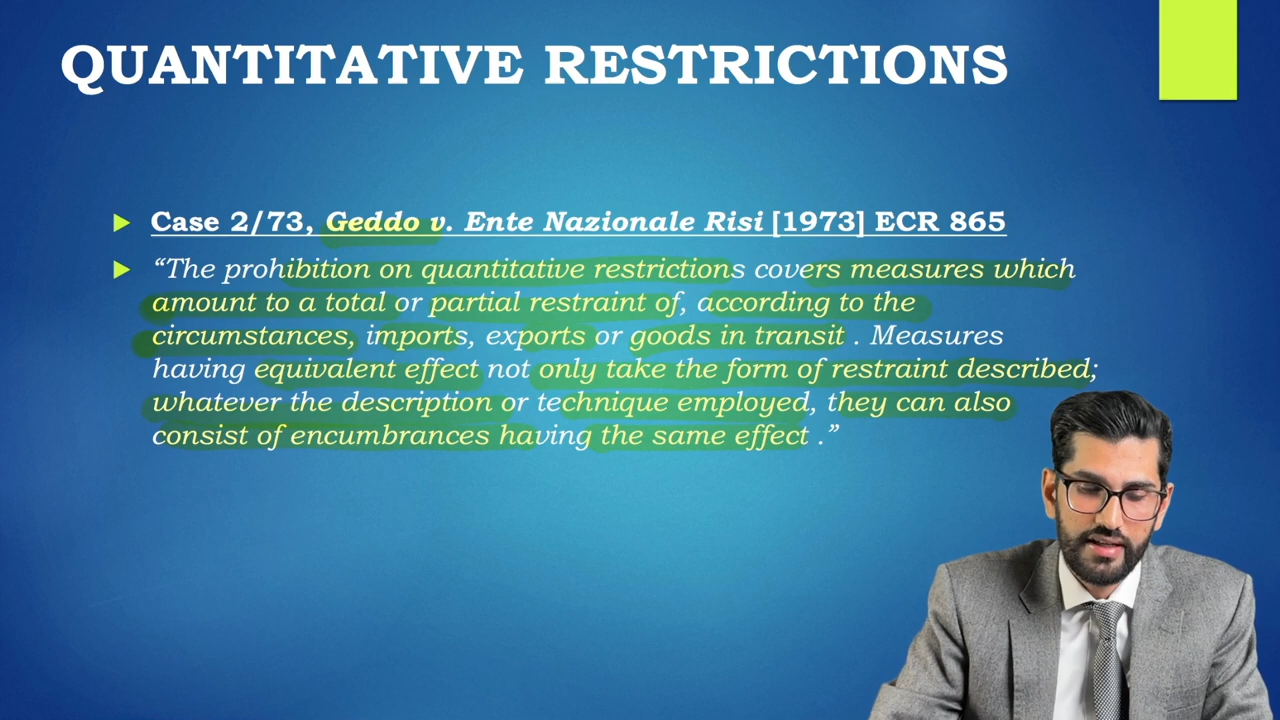 QUANTITATIVE RESTRICTIONS
Case 2/73, Geddo v. Ente Nazionale Risi [1973] ECR 865
“The prohibition on quantitative restrictions covers measures which
amount to a total or partial restraint of, according to the
circumstances, imports, exports or goods in transit . Measures
having equivalent effect not only take the form of restraint described;
whatever the description or technique employed, they can also
consist of encumbrances having the same effect .”